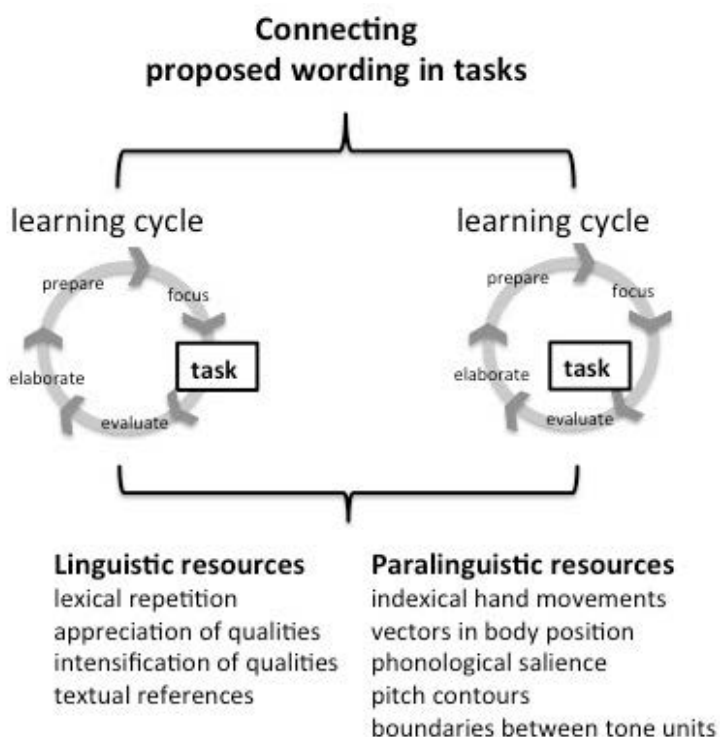 Connecting
proposed wording in tasks
learning cycle
prepare
focus
task
evaluate
elaborate
learning cycle
prepare
focus
task
evaluate
elaborate
Linguistic resources
lexical repetition
appreciation of qualities
intensification of qualities
textual references
Paralinguistic resources
indexical hand movements
vectors in body position
phonological salience
pitch contours
boundaries between tone units